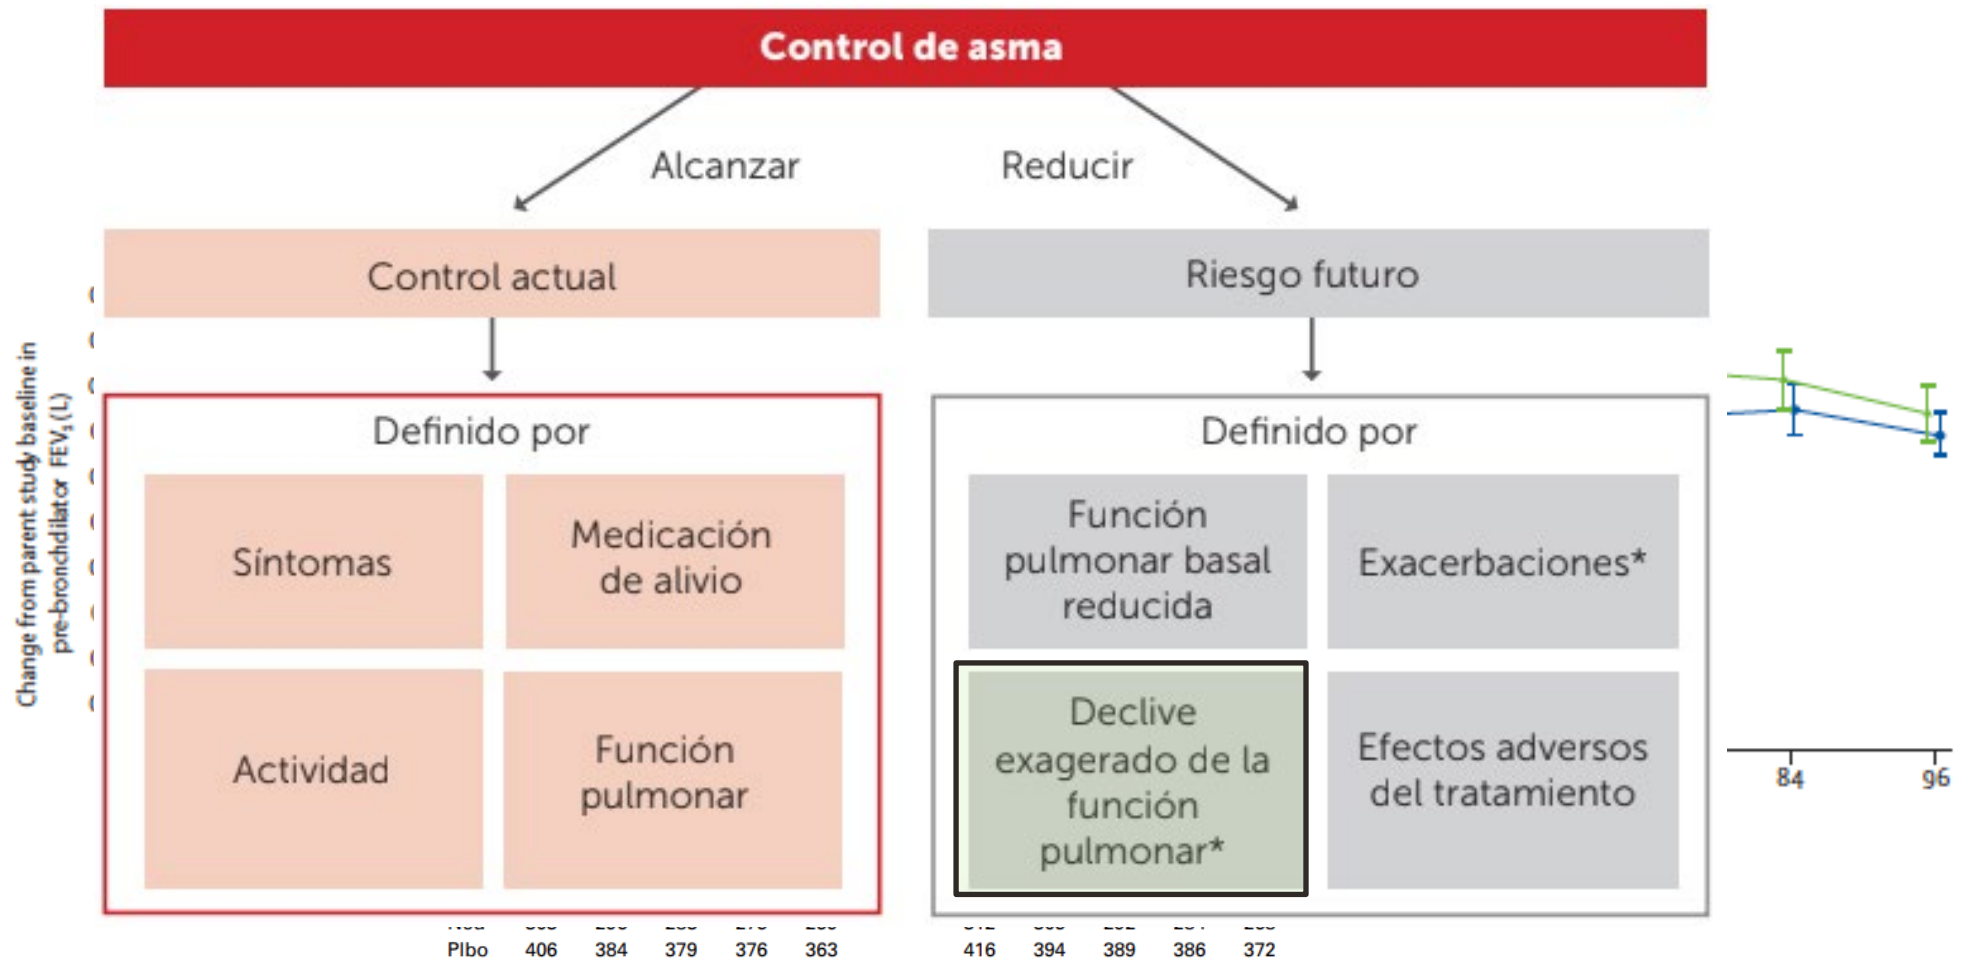 Control de asma
Alcanzar
Reducir
Control actual
Riesgo futuro
Change from parent study baseline in
pre-bronchdilator FEV₁(L)
Definido por
Síntomas
Medicación
de alivio
Actividad
Función
pulmonar
Definido por
Función
pulmonar basal
reducida
Exacerbaciones*
Declive
exagerado de la
función
pulmonar*
Efectos adversos
del tratamiento
84 96
Plbo 406 384 379 376 363 416 394 389 386 372